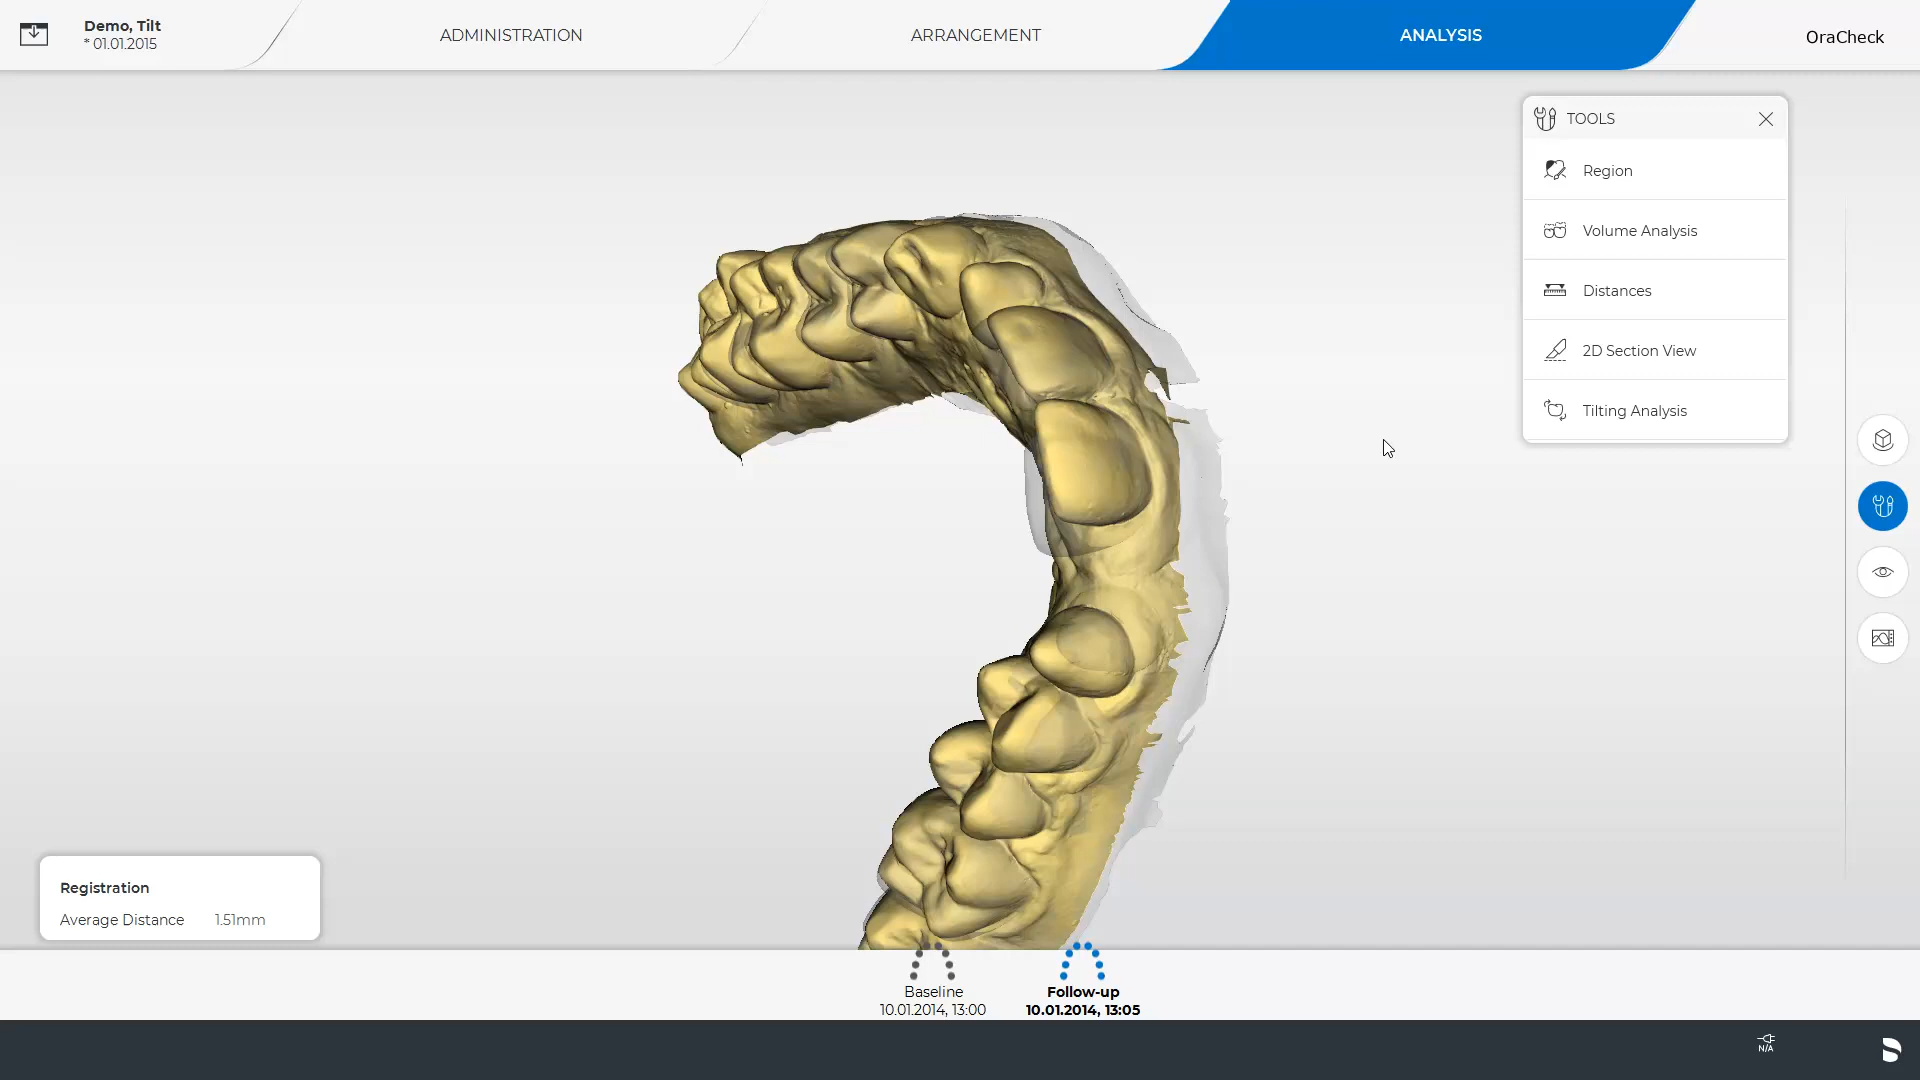 Demo, Tilt
* 01.01.2015
ADMINISTRATION
ARRANGEMENT
ANALYSIS
OraCheck
TOOLS
Region
Volume Analysis
Distances
2D Section View
Tilting Analysis
Registration
Average Distance 1.51mm
Baseline
10.01.2014, 13:00
Follow-up
10.01.2014, 13:05
N/A